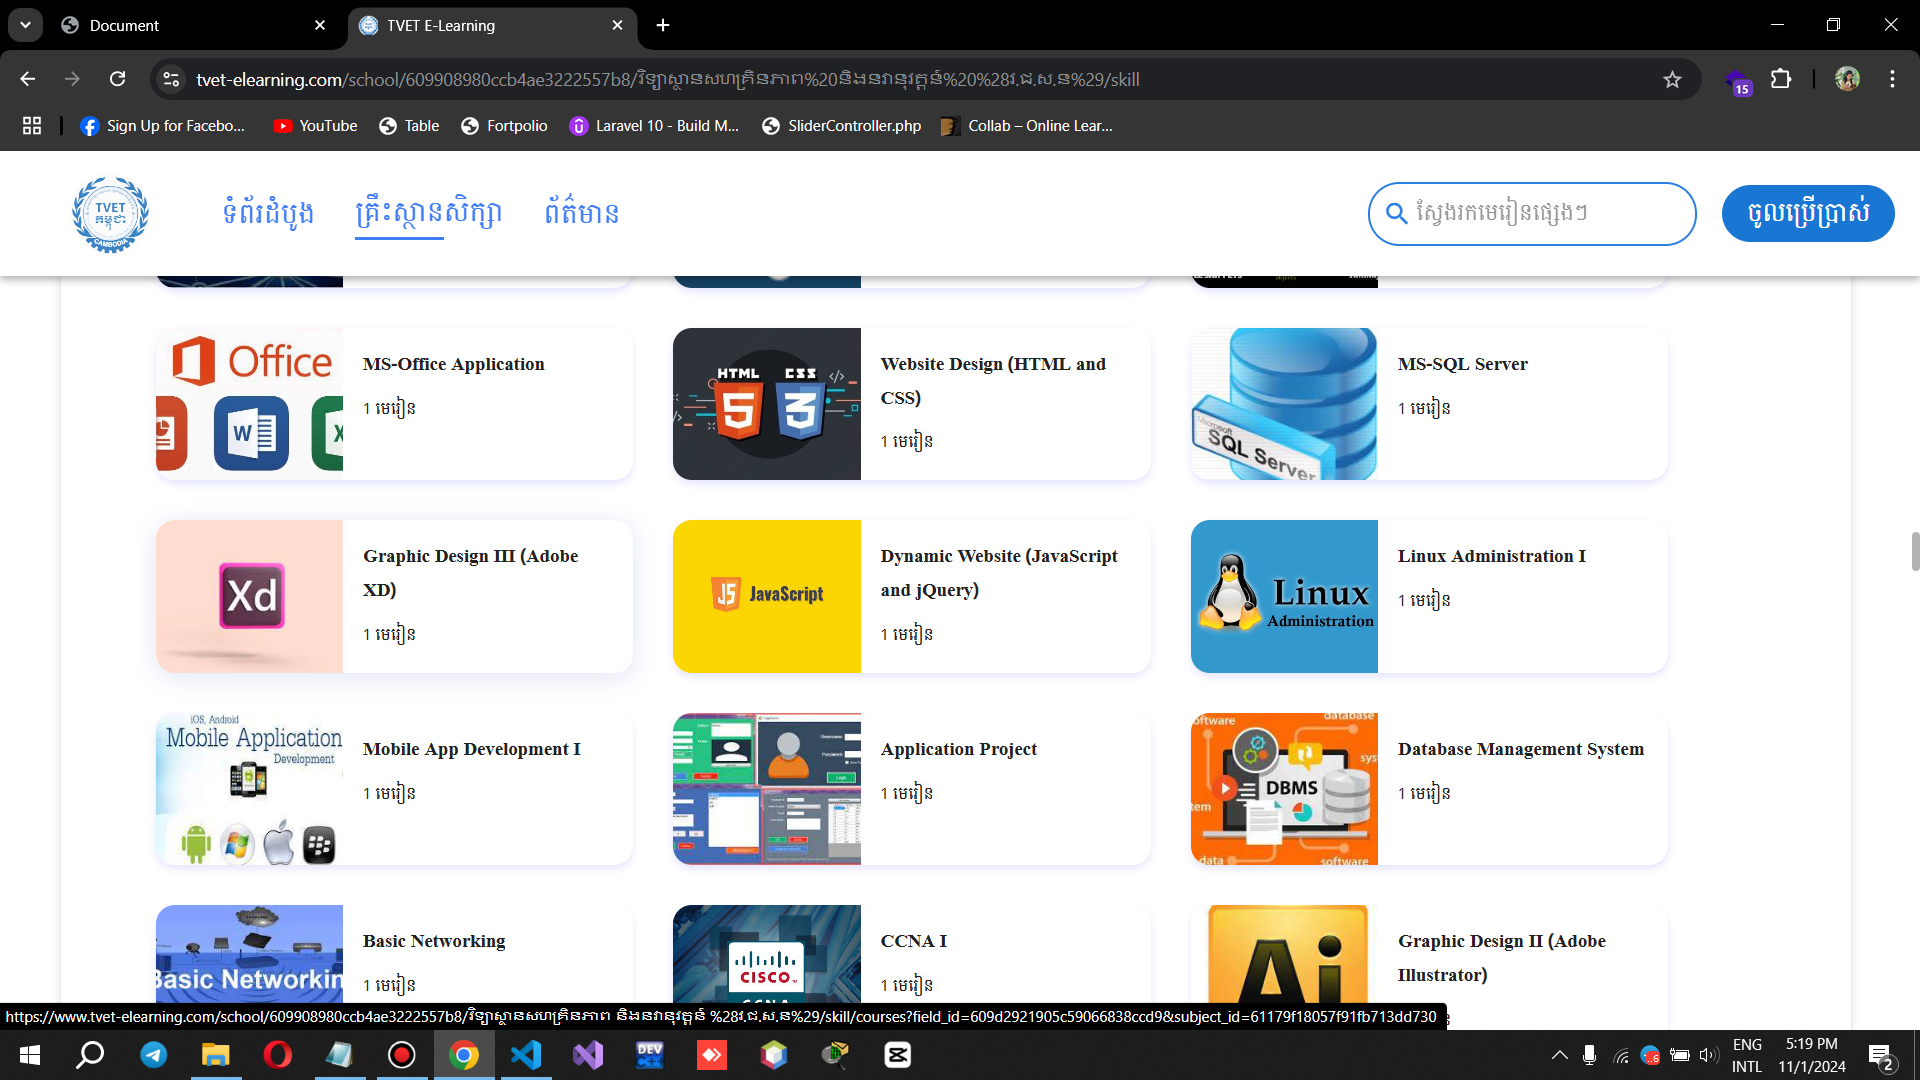 Document
TVET E-Learning
tvet-elearning.com/school/609908980ccb4ae3222557b8/វិទ្យាស្ថានសហគ្រិនភាព%20និងនវានុវត្តន៍%20%28វ.ជ.ស.ន%29/skill
15
Sign Up for Facebo...
YouTube
Table
Fortpolio
Laravel 10 - Build M...
SliderController.php
Collab – Online Lear...
TVET
កម្ពុជា
CAMBODIA
ទំព័រដំបូង
គ្រឹះស្ថានសិក្សា
ព័ត៌មាន
ស្វែងរកមេរៀនផ្សេងៗ
ចូលប្រើប្រាស់
Office
W
X
MS-Office Application
1 មេរៀន
HTML CSS
5 3
Website Design (HTML and
CSS)
1 មេរៀន
Microsoft
SQL Server
MS-SQL Server
1 មេរៀន
Xd
Graphic Design III (Adobe
XD)
1 មេរៀន
JS JavaScript
Dynamic Website (JavaScript
and jQuery)
1 មេរៀន
Linux
Administration
Linux Administration I
1 មេរៀន
iOS, Android
Mobile Application
Development
Mobile App Development I
1 មេរៀន
Application Project
1 មេរៀន
software
database
DBMS
data
software
Database Management System
1 មេរៀន
Basic Networkin
Basic Networking
1 មេរៀន
CISCO
CCNA
CCNA I
1 មេរៀន
Ai
Graphic Design II (Adobe
Illustrator)
https://www.tvet-elearning.com/school/609908980ccb4ae3222557b8/វិទ្យាស្ថានសហគ្រិនភាព និងនវានុវត្តន៍ %28វ.ជ.ស.ន%29/skill/courses?field_id=609d2921905c59066838ccd9&subject_id=61179f18057f91fb713dd730
DEV
C++
ENG
INTL
5:19 PM
11/1/2024
2